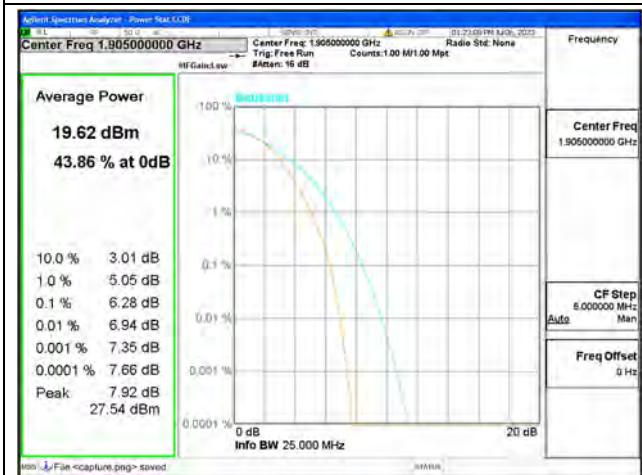 Agilent Spectrum Analyzer - Power Stat CCDF
Center Freq 1.905000000 GHz
Center Freq: 1.905000000 GHz
Radio Std: None
Trig: Free Run
Counts:1.00 M/1.00 Mpt
#IFGain:Low
#Atten: 16 dB
Frequency
Average Power
19.62 dBm
43.86 % at 0dB
10.0 % 3.01 dB
1.0 % 5.05 dB
0.1 % 6.28 dB
0.01 % 6.94 dB
0.001 % 7.35 dB
0.0001 % 7.66 dB
Peak 7.92 dB
27.54 dBm
Gaussian
100 %
10 %
1 %
0.1 %
0.01 %
0.001 %
0.0001 %
0 dB
20 dB
Info BW 25.000 MHz
Center Freq
1.905000000 GHz
CF Step
Auto Man
Freq Offset
0 Hz
MSG File <capture.png> saved
STATUS